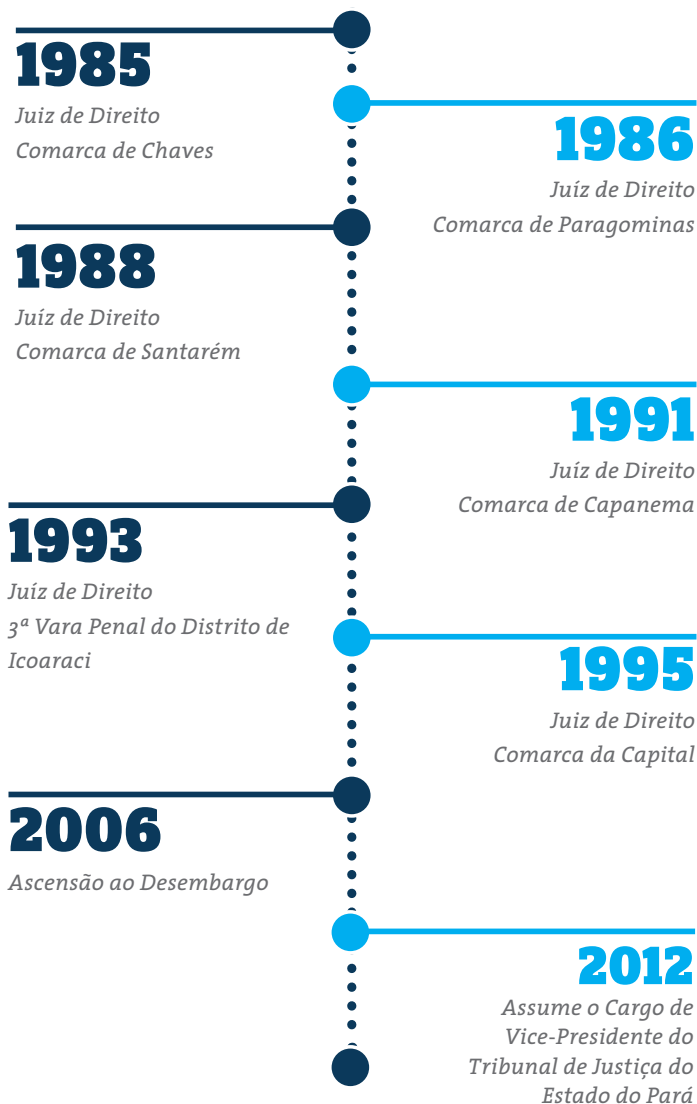 1985
Juiz de Direito
Comarca de Chaves
1986
Juíz de Direito
Comarca de Paragominas
1988
Juíz de Direito
Comarca de Santarém
1991
Juíz de Direito
Comarca de Capanema
1993
Juíz de Direito
3ª Vara Penal do Distrito de
Icoaraci
1995
Juiz de Direito
Comarca da Capital
2006
Ascensão ao Desembargo
2012
Assume o Cargo de
Vice-Presidente do
Tribunal de Justiça do
Estado do Pará